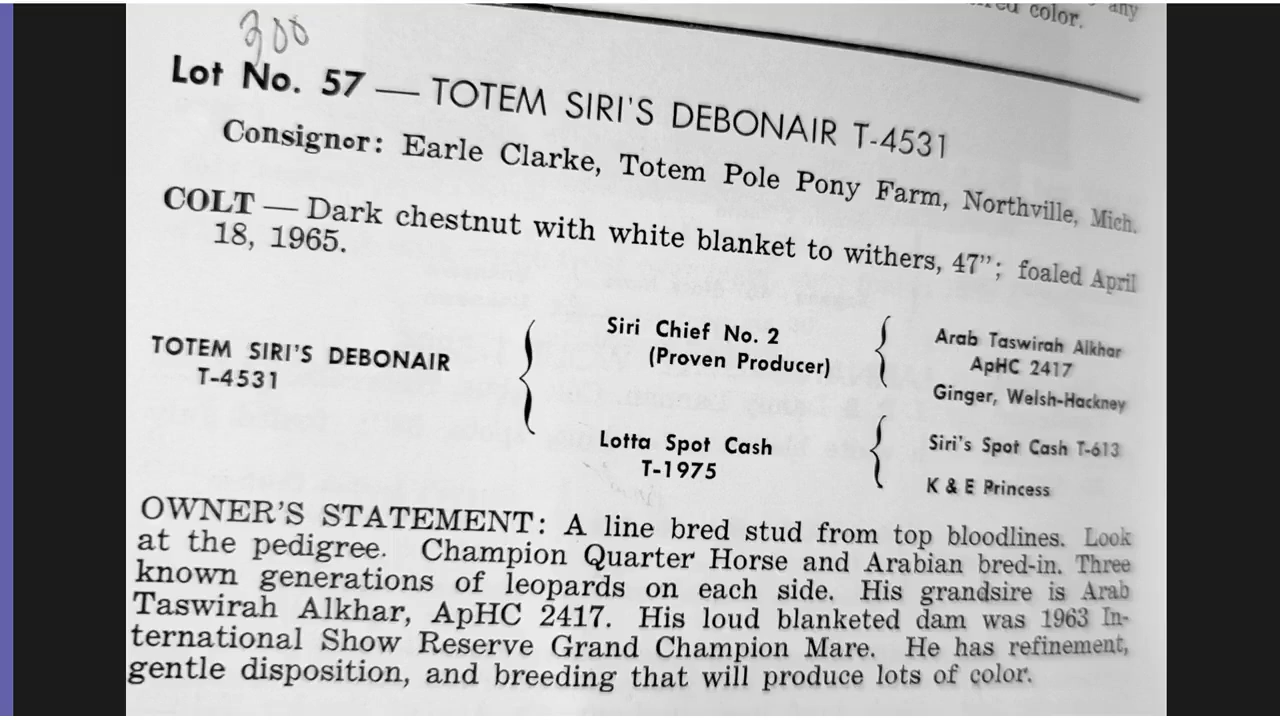 red color. any
300
Lot No. 57 — TOTEM SIRI'S DEBONAIR T-4531
Consignor: Earle Clarke, Totem Pole Pony Farm, Northville, Mich.
COLT — Dark chestnut with white blanket to withers, 47"; foaled April
18, 1965.
Siri Chief No. 2
(Proven Producer)
Arab Taswirah Alkhar
ApHC 2417
Ginger, Welsh-Hackney
TOTEM SIRI'S DEBONAIR
T-4531
Lotta Spot Cash
T-1975
Siri's Spot Cash T-613
K & E Princess
OWNER'S STATEMENT: A line bred stud from top bloodlines. Look
at the pedigree. Champion Quarter Horse and Arabian bred-in. Three
known generations of leopards on each side. His grandsire is Arab
Taswirah Alkhar, ApHC 2417. His loud blanketed dam was 1963 In-
ternational Show Reserve Grand Champion Mare. He has refinement,
gentle disposition, and breeding that will produce lots of color.